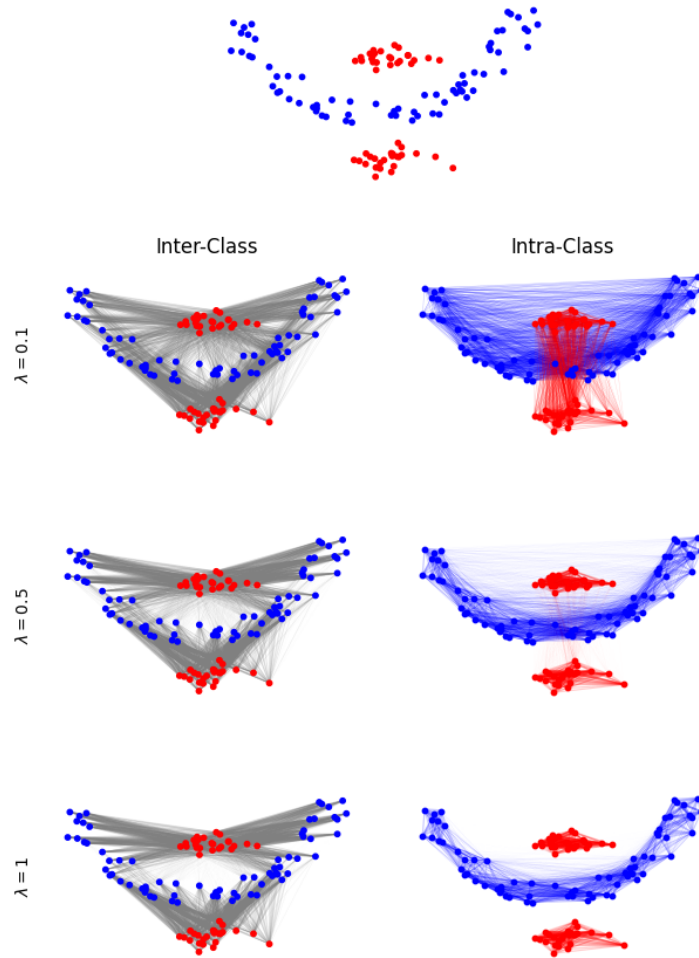 Inter-Class
Intra-Class
λ = 0.1
λ = 0.5
λ = 1